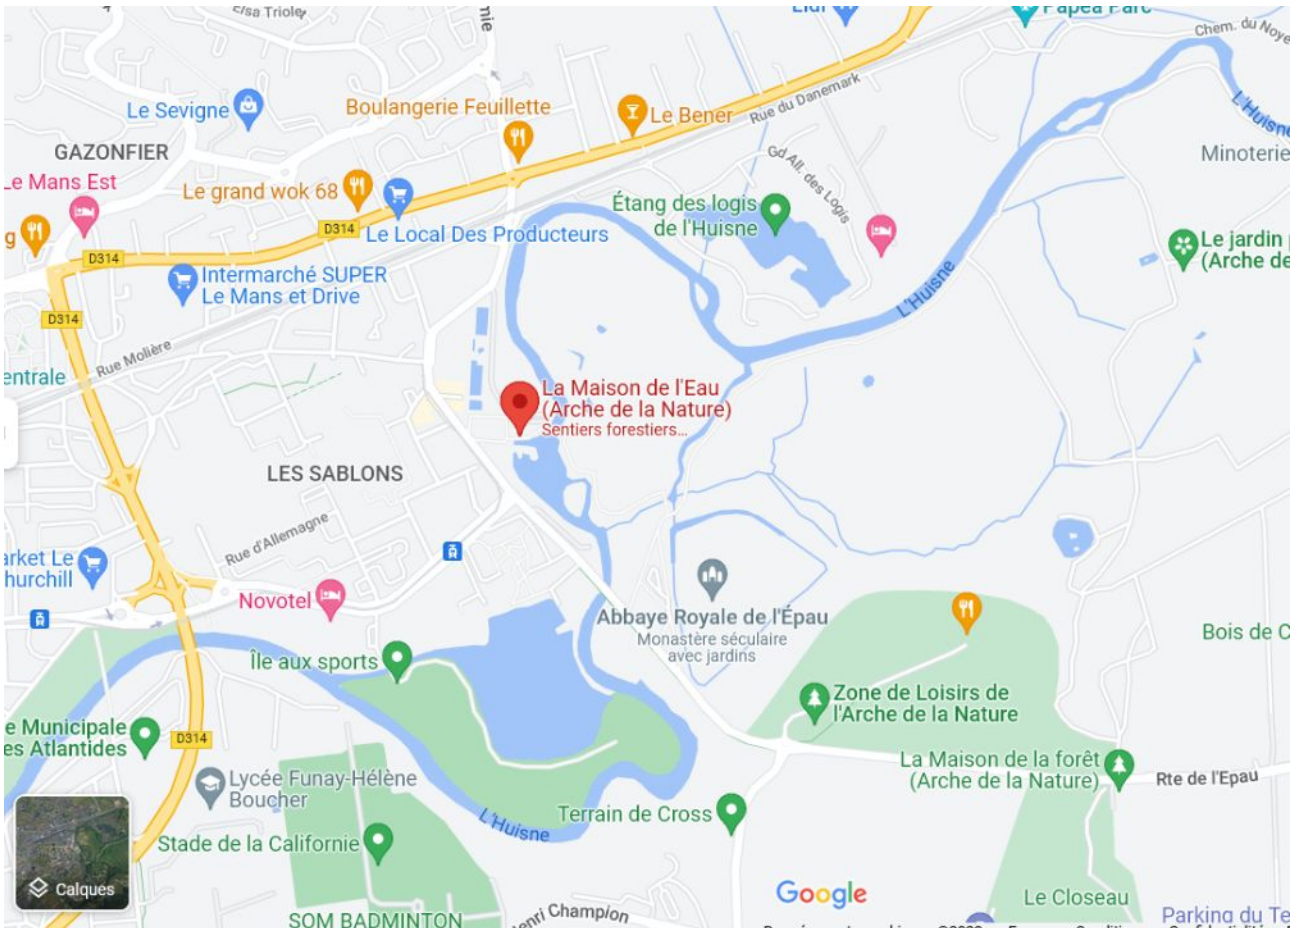 Elsa Triolet
Lidl
Papéa Parc
Chem. du Noye
Le Sevigne
Boulangerie Feuillette
Le Bener
Rue du Danemark
L'Huisne
GAZONFIER
Minoterie
Le Mans Est
Le grand wok 68
Gd All. des Logis
Étang des logis
de l'Huisne
D314
Le Local Des Producteurs
g
D314
Le jardin
(Arche de
Intermarché SUPER
Le Mans et Drive
L'Huisne
D314
Rue Molière
entrale
La Maison de l'Eau
(Arche de la Nature)
Sentiers forestiers...
LES SABLONS
Rue d'Allemagne
arket Le
hurchill
Novotel
Abbaye Royale de l'Épau
Monastère séculaire
avec jardins
Bois de C
Île aux sports
Zone de Loisirs de
l'Arche de la Nature
e Municipale
es Atlantides
D314
La Maison de la forêt
(Arche de la Nature)
Rte de l'Epau
Lycée Funay-Hélène
Boucher
Terrain de Cross
L'Huisne
Stade de la Californie
Calques
Google
Le Closeau
SOM BADMINTON
enri Champion
Parking du Te